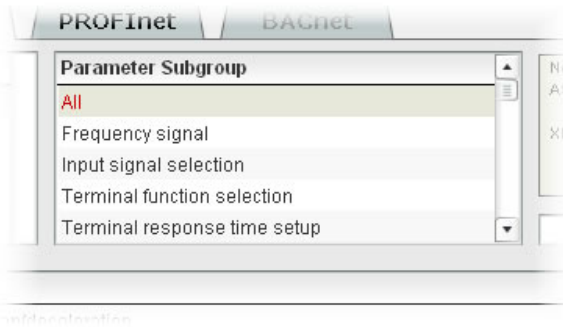 PROFInet BACnet
Parameter Subgroup
All
Frequency signal
Input signal selection
Terminal function selection
Terminal response time setup